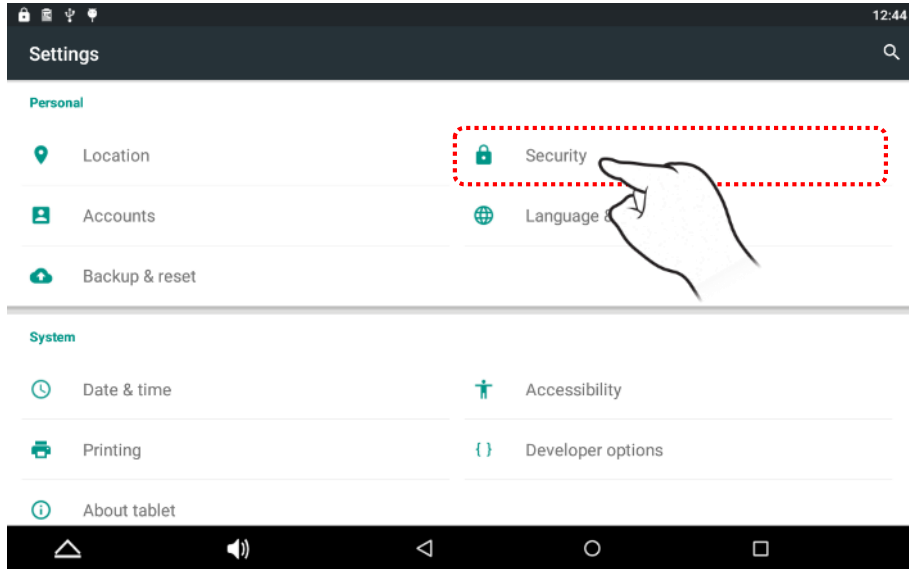 12:44
Settings
Personal
Location
Security
Accounts
Language &
Backup & reset
System
Date & time
Accessibility
Printing
{ } Developer options
About tablet